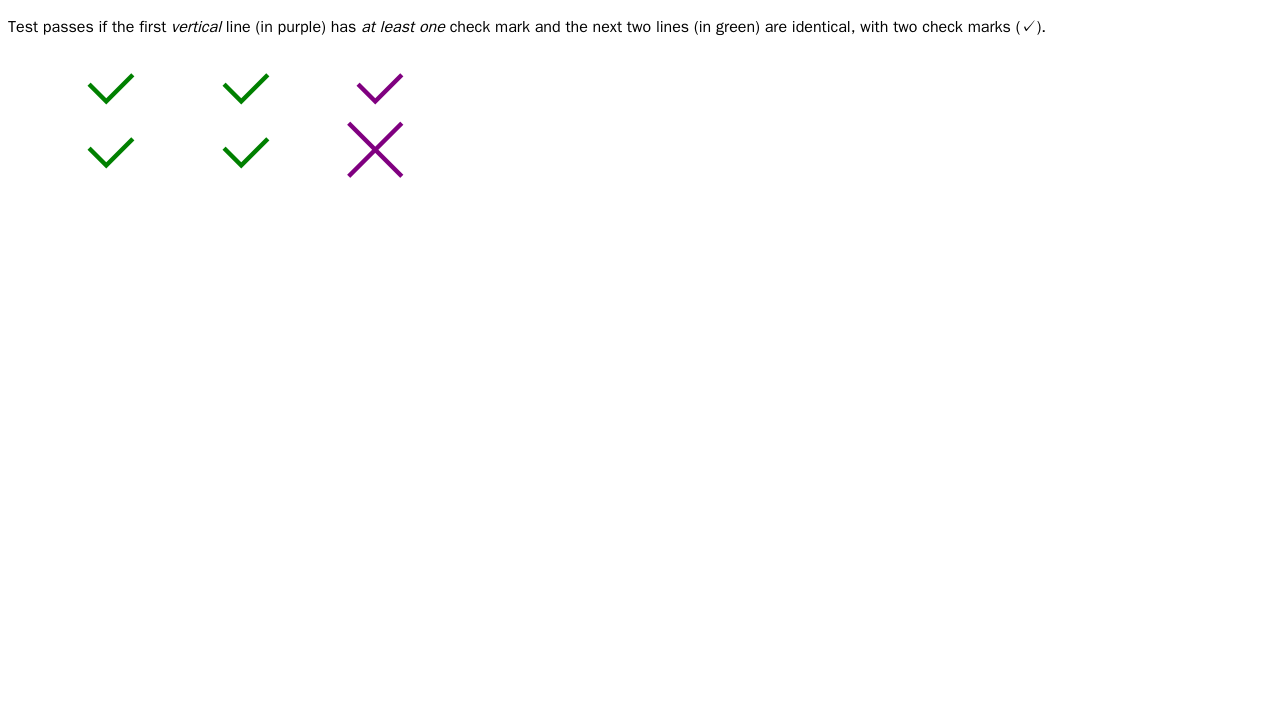 Test passes if the first vertical line (in purple) has at least one check mark and the next two lines (in green) are identical, with two check marks (✓).
✓ ✓ ✓
✓ ✓ ╳